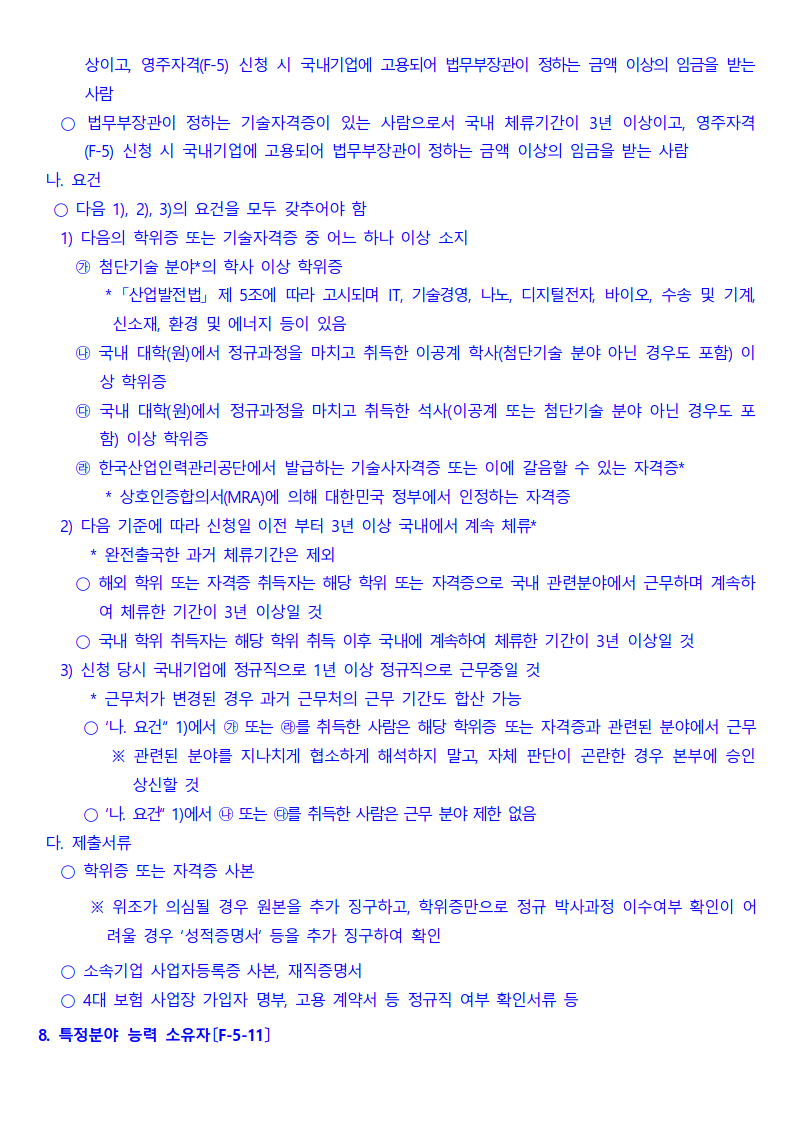 상이고, 영주자격(F-5) 신청 시 국내기업에 고용되어 법무부장관이 정하는 금액 이상의 임금을 받는
사람
○ 법무부장관이 정하는 기술자격증이 있는 사람으로서 국내 체류기간이 3년 이상이고, 영주자격
(F-5) 신청 시 국내기업에 고용되어 법무부장관이 정하는 금액 이상의 임금을 받는 사람
나. 요건
○ 다음 1), 2), 3)의 요건을 모두 갖추어야 함
1) 다음의 학위증 또는 기술자격증 중 어느 하나 이상 소지
㉮ 첨단기술 분야*의 학사 이상 학위증
*「산업발전법」제 5조에 따라 고시되며 IT, 기술경영, 나노, 디지털전자, 바이오, 수송 및 기계,
신소재, 환경 및 에너지 등이 있음
㉯ 국내 대학(원)에서 정규과정을 마치고 취득한 이공계 학사(첨단기술 분야 아닌 경우도 포함) 이
상 학위증
㉰ 국내 대학(원)에서 정규과정을 마치고 취득한 석사(이공계 또는 첨단기술 분야 아닌 경우도 포
함) 이상 학위증
㉱ 한국산업인력관리공단에서 발급하는 기술사자격증 또는 이에 갈음할 수 있는 자격증*
* 상호인증합의서(MRA)에 의해 대한민국 정부에서 인정하는 자격증
2) 다음 기준에 따라 신청일 이전 부터 3년 이상 국내에서 계속 체류*
* 완전출국한 과거 체류기간은 제외
○ 해외 학위 또는 자격증 취득자는 해당 학위 또는 자격증으로 국내 관련분야에서 근무하며 계속하
여 체류한 기간이 3년 이상일 것
○ 국내 학위 취득자는 해당 학위 취득 이후 국내에 계속하여 체류한 기간이 3년 이상일 것
3) 신청 당시 국내기업에 정규직으로 1년 이상 정규직으로 근무중일 것
* 근무처가 변경된 경우 과거 근무처의 근무 기간도 합산 가능
○ ‘나. 요건“ 1)에서 ㉮ 또는 ㉱를 취득한 사람은 해당 학위증 또는 자격증과 관련된 분야에서 근무
※ 관련된 분야를 지나치게 협소하게 해석하지 말고, 자체 판단이 곤란한 경우 본부에 승인
상신할 것
○ ‘나. 요건“ 1)에서 ㉯ 또는 ㉰를 취득한 사람은 근무 분야 제한 없음
다. 제출서류
○ 학위증 또는 자격증 사본
※ 위조가 의심될 경우 원본을 추가 징구하고, 학위증만으로 정규 박사과정 이수여부 확인이 어
려울 경우 ‘성적증명서’ 등을 추가 징구하여 확인
○ 소속기업 사업자등록증 사본, 재직증명서
○ 4대 보험 사업장 가입자 명부, 고용 계약서 등 정규직 여부 확인서류 등
8. 특정분야 능력 소유자〔F-5-11〕